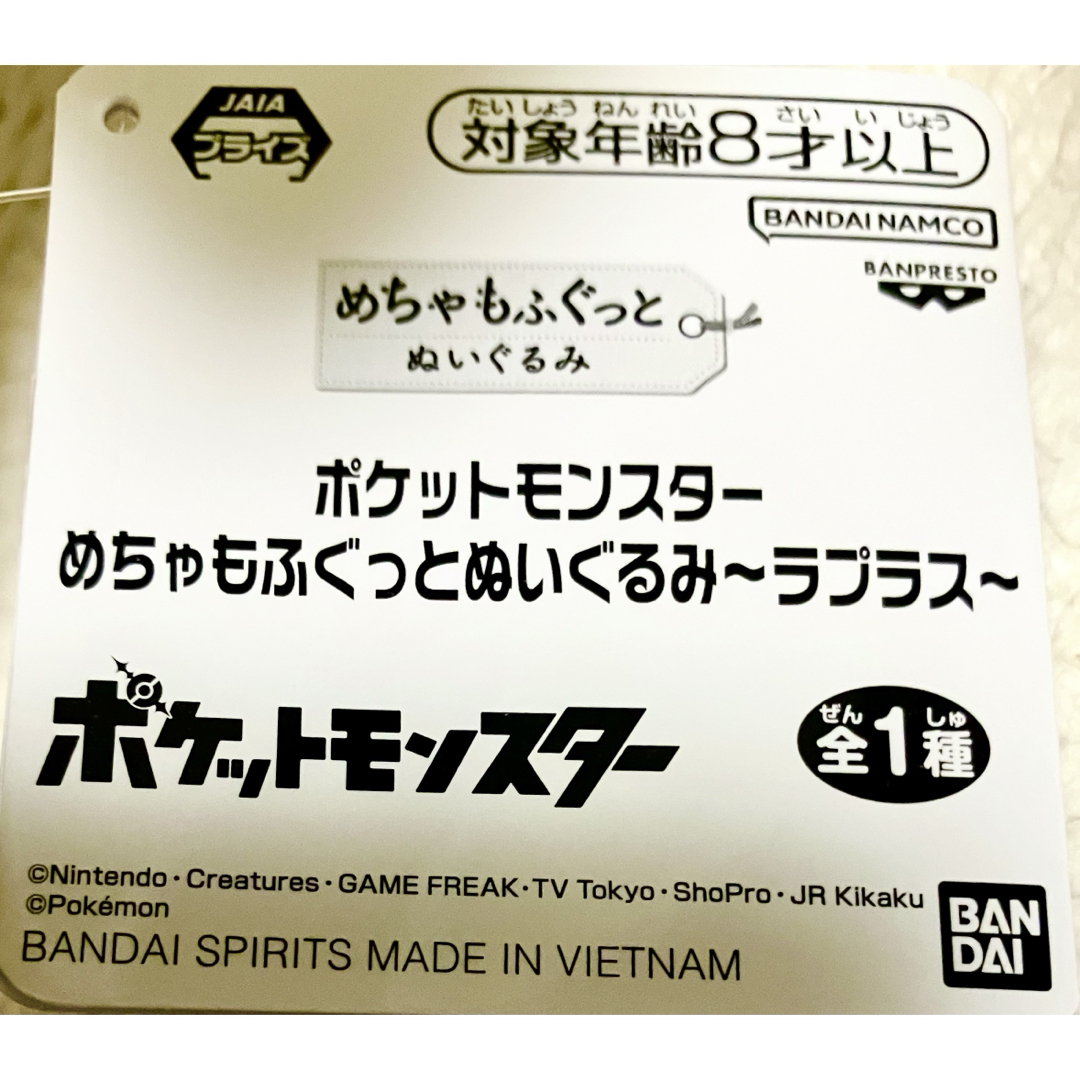 JAIA
プライズ
たいしょうねんれい さいいじょう
対象年齢8才以上
BANDAI NAMCO
BANPRESTO
めちゃもふぐっと
ぬいぐるみ
ポケットモンスター
めちゃもふぐっとぬいぐるみ～ラプラス～
ポケットモンスター
ぜん しゅ
全1種
©Nintendo・Creatures・GAME FREAK・TV Tokyo・ShoPro・JR Kikaku
©Pokémon
BANDAI SPIRITS MADE IN VIETNAM
BAN
DAI